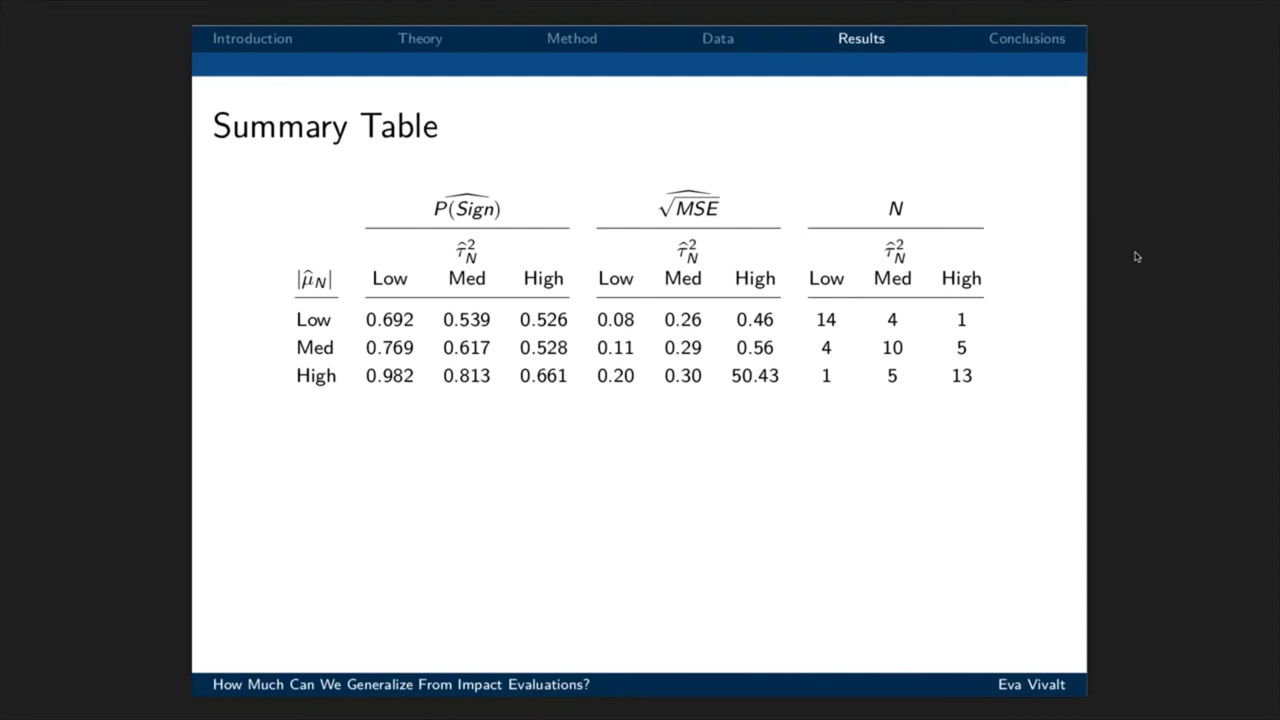 Introduction Theory Method Data Results Conclusions
Summary Table
P(Sign) √MSE N
τ̂²_N τ̂²_N τ̂²_N
|μ̂_N| Low Med High Low Med High Low Med High
Low 0.692 0.539 0.526 0.08 0.26 0.46 14 4 1
Med 0.769 0.617 0.528 0.11 0.29 0.56 4 10 5
High 0.982 0.813 0.661 0.20 0.30 50.43 1 5 13
How Much Can We Generalize From Impact Evaluations? Eva Vivalt